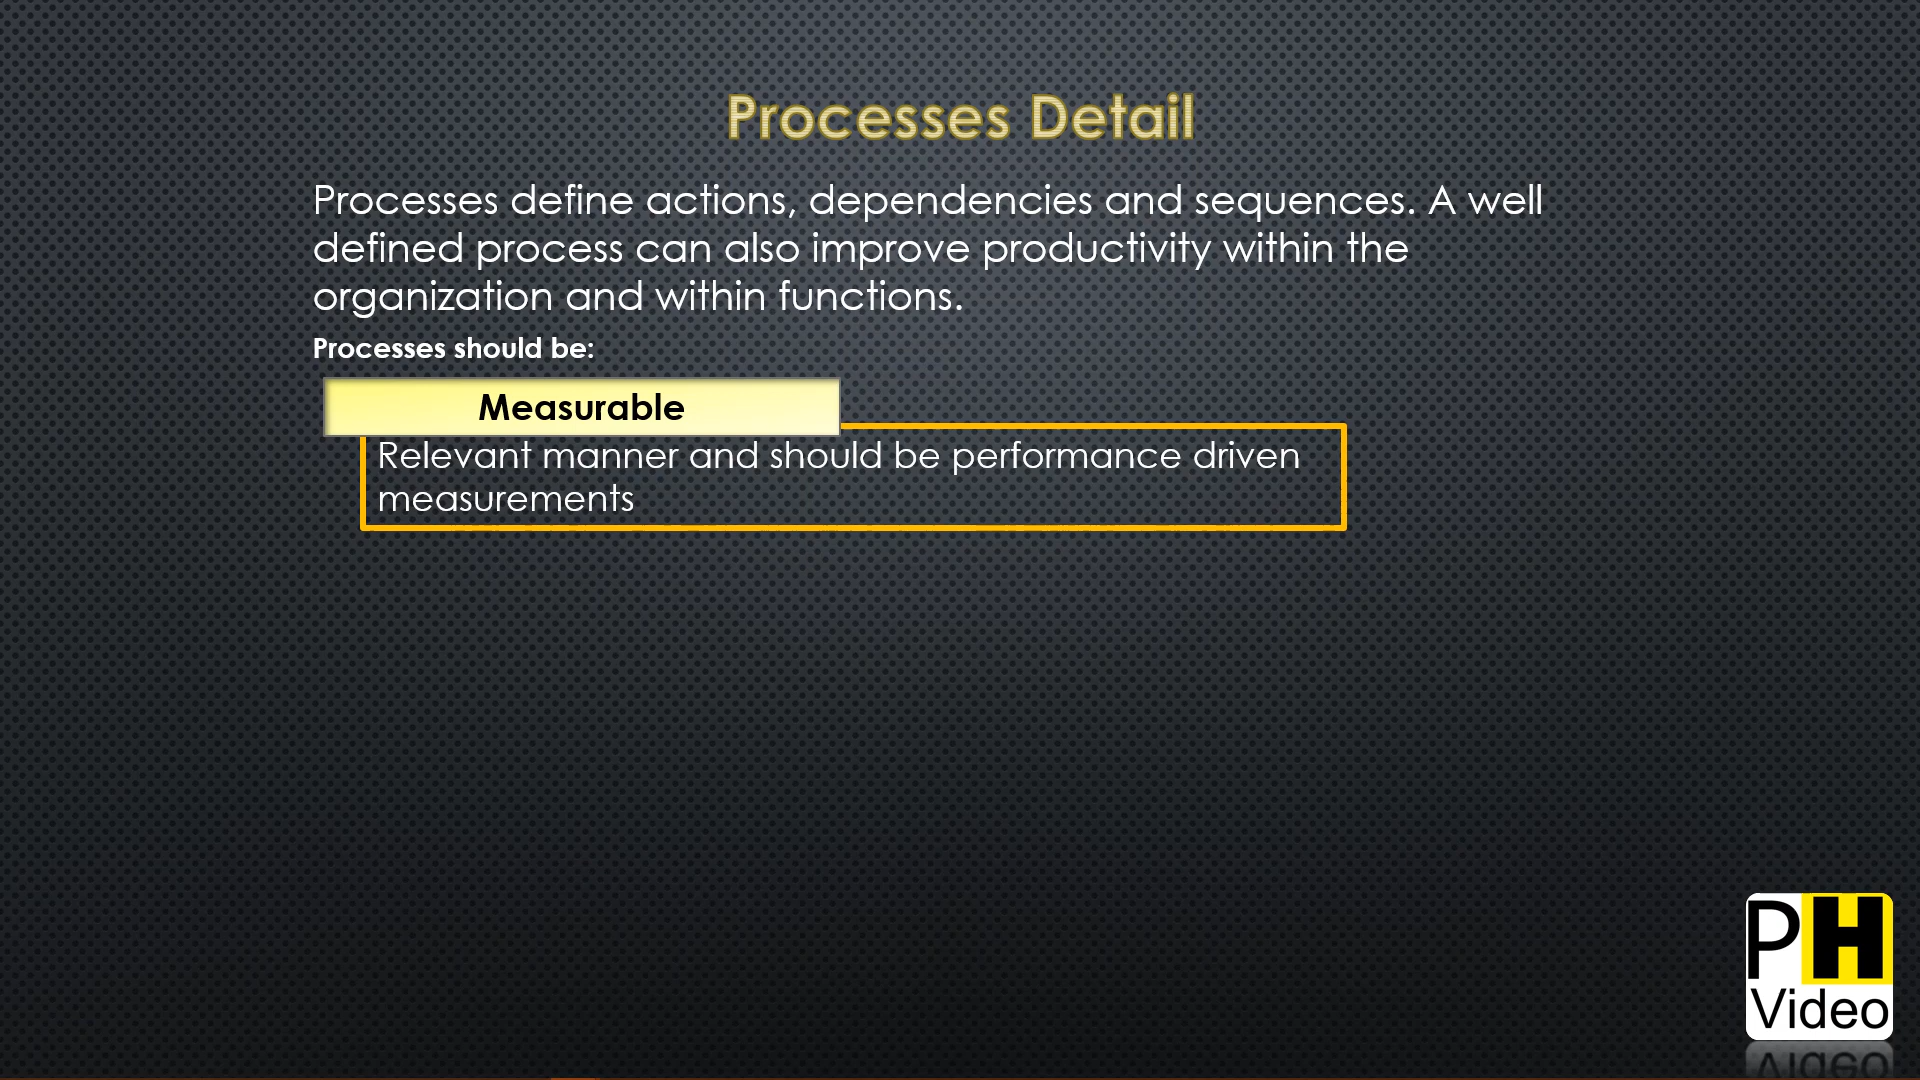 Processes Detail
Processes define actions, dependencies and sequences. A well
defined process can also improve productivity within the
organization and within functions.
Processes should be:
Measurable
Relevant manner and should be performance driven
measurements
PH
Video